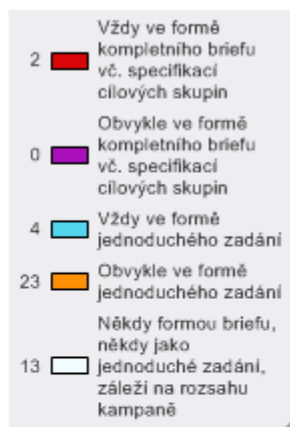 Vždy ve formě
kompletního briefu
2 vč. specifikací
cílových skupin
Obvykle ve formě
kompletního briefu
0 vč. specifikací
cílových skupin
4 Vždy ve formě
jednoduchého zadání
23 Obvykle ve formě
jednoduchého zadání
Někdy formou briefu,
někdy jako
13 jednoduché zadání,
záleží na rozsahu
kampaně